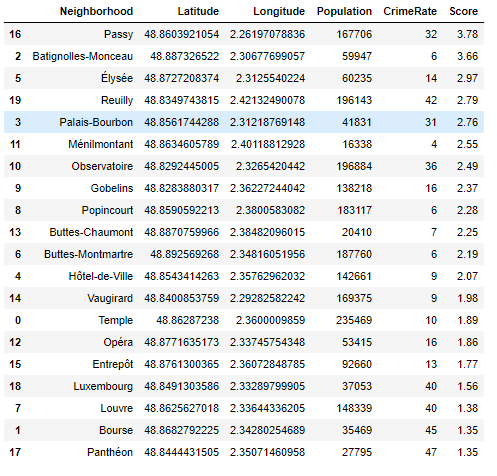 Neighborhood Latitude Longitude Population CrimeRate Score
16 Passy 48.8603921054 2.26197078836 167706 32 3.78
2 Batignolles-Monceau 48.887326522 2.30677699057 59947 6 3.66
5 Élysée 48.8727208374 2.3125540224 60235 14 2.97
19 Reuilly 48.8349743815 2.42132490078 196143 42 2.79
3 Palais-Bourbon 48.8561744288 2.31218769148 41831 31 2.76
11 Ménilmontant 48.8634605789 2.40118812928 16338 4 2.55
10 Observatoire 48.8292445005 2.3265420442 196884 36 2.49
9 Gobelins 48.8283880317 2.36227244042 138218 16 2.37
8 Popincourt 48.8590592213 2.3800583082 183117 6 2.28
13 Buttes-Chaumont 48.8870759966 2.38482096015 20410 7 2.25
6 Buttes-Montmartre 48.892569268 2.34816051956 187760 6 2.19
4 Hôtel-de-Ville 48.8543414263 2.35762962032 142661 9 2.07
14 Vaugirard 48.8400853759 2.29282582242 169375 9 1.98
0 Temple 48.86287238 2.3600009859 235469 10 1.89
12 Opéra 48.8771635173 2.33745754348 53415 16 1.86
15 Entrepôt 48.8761300365 2.36072848785 92660 13 1.77
18 Luxembourg 48.8491303586 2.33289799905 37053 40 1.56
7 Louvre 48.8625627018 2.33644336205 148339 40 1.38
1 Bourse 48.8682792225 2.34280254689 35469 45 1.35
17 Panthéon 48.8444431505 2.35071460958 27795 47 1.35